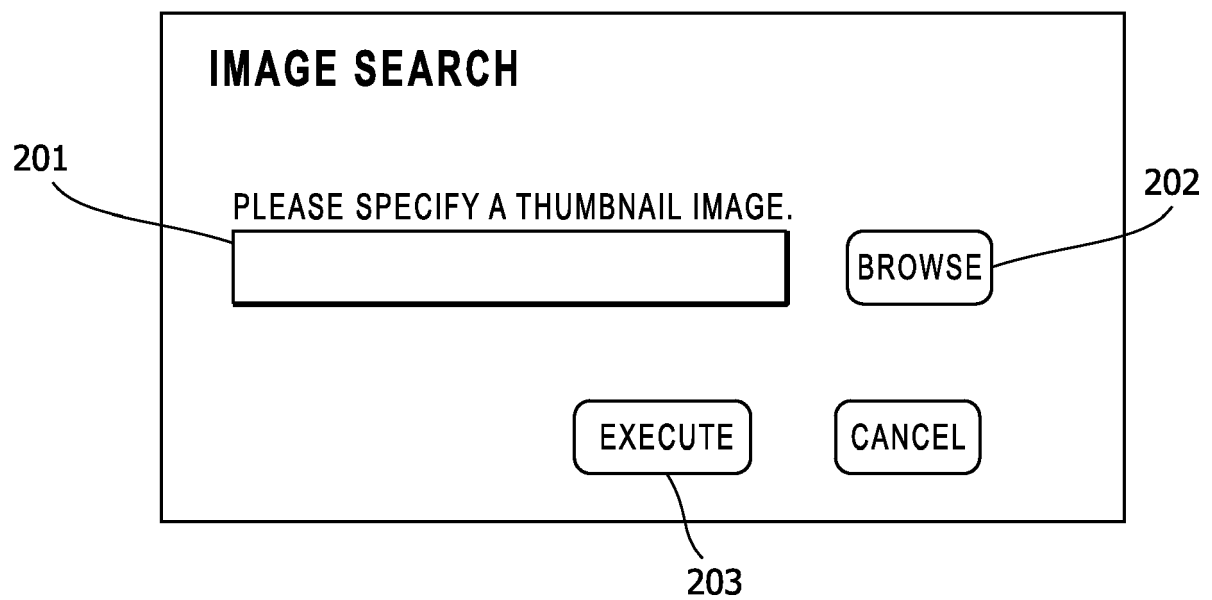 IMAGE SEARCH
201
202
PLEASE SPECIFY A THUMBNAIL IMAGE.
BROWSE
EXECUTE
CANCEL
203